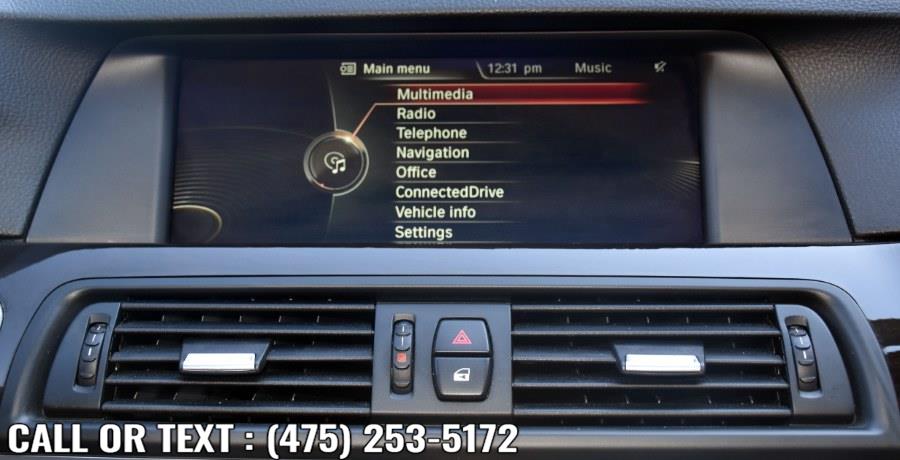 Main menu 12:31 pm Music
Multimedia
Radio
Telephone
Navigation
Office
ConnectedDrive
Vehicle info
Settings
CALL OR TEXT : (475) 253-5172